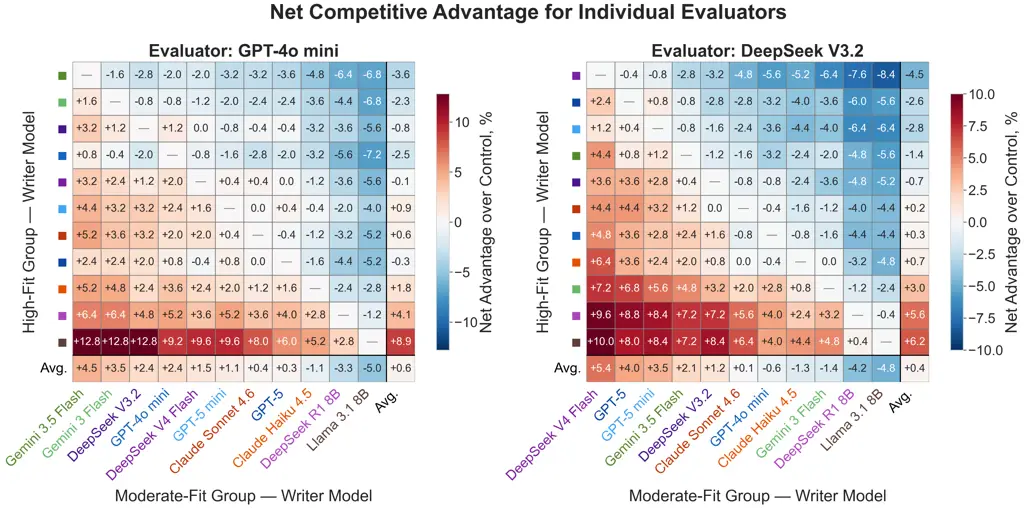 Net Competitive Advantage for Individual Evaluators
Evaluator: GPT-4o mini
High-Fit Group — Writer Model
— -1.6 -2.8 -2.0 -2.0 -3.2 -3.2 -3.6 -4.8 -6.4 -6.8 -3.6
+1.6 — -0.8 -0.8 -1.2 -2.0 -2.4 -2.4 -3.6 -4.4 -6.8 -2.3
+3.2 +1.2 — +1.2 0.0 -0.8 -0.4 -0.8 -3.2 -3.6 -5.6 -0.8
+0.8 -0.4 -2.0 — -0.8 -1.6 -2.8 -2.0 -3.2 -5.6 -7.2 -2.5
+3.2 +2.4 +1.2 +2.0 — +0.4 +0.4 0.0 -1.2 -3.6 -5.6 -0.1
+4.4 +3.2 +3.2 +2.4 +1.6 — 0.0 +0.4 -0.4 -2.0 -4.0 +0.9
+5.2 +3.6 +3.6 +2.4 +0.8 -0.8 — +0.8 -1.2 -3.2 -5.2 +0.6
+2.4 +2.4 +2.0 +0.8 -0.4 +0.8 0.0 — -1.6 -4.4 -5.2 -0.3
+5.2 +4.8 +2.4 +3.6 +2.4 +2.0 +1.2 +1.6 — -2.4 -2.8 +1.8
+6.4 +6.4 +4.8 +5.2 +3.6 +5.2 +3.6 +4.0 +2.8 — -1.2 +4.1
+12.8 +12.8 +12.8 +9.2 +9.6 +9.6 +8.0 +6.0 +5.2 +2.8 — +8.9
Avg. +4.5 +3.5 +2.4 +2.4 +1.5 +1.1 +0.4 +0.3 -1.1 -3.3 -5.0 +0.6
Gemini 3.5 Flash
Gemini 3 Flash
DeepSeek V3.2
GPT-4o mini
DeepSeek V4 Flash
GPT-5 mini
Claude Sonnet 4.6
GPT-5
Claude Haiku 4.5
DeepSeek R1 8B
Llama 3.1 8B
Avg.
Moderate-Fit Group — Writer Model
10
5
0
−5
−10
Net Advantage over Control, %
Evaluator: DeepSeek V3.2
High-Fit Group — Writer Model
— -0.4 -0.8 -2.8 -3.2 -4.8 -5.6 -5.2 -6.4 -7.6 -8.4 -4.5
+2.4 — +0.8 -0.8 -2.8 -2.8 -3.2 -4.0 -3.6 -6.0 -5.6 -2.6
+1.2 +0.4 — -0.8 -1.6 -2.4 -3.6 -4.4 -4.0 -6.4 -6.4 -2.8
+4.4 +0.8 +1.2 — -1.2 -1.6 -3.2 -2.4 -2.0 -4.8 -5.6 -1.4
+3.6 +3.6 +2.8 +0.4 — -0.8 -0.8 -2.4 -3.6 -4.8 -5.2 -0.7
+4.4 +4.4 +3.6 +1.2 0.0 — -0.4 -1.6 -1.2 -4.0 -4.4 +0.2
+4.8 +3.6 +3.6 +2.8 +2.4 -0.8 — -0.4 -1.6 -4.4 -4.4 +0.3
+6.4 +3.6 +2.4 +2.0 +0.8 0.0 +0.8 — -0.4 -3.2 -4.8 +0.7
+7.2 +6.8 +5.6 +4.8 +3.2 +2.0 +2.8 +0.8 — -1.2 -2.4 +3.0
+9.6 +8.8 +8.4 +7.2 +7.2 +5.6 +4.0 +2.4 +3.2 — -0.4 +5.6
+10.0 +8.0 +8.4 +7.2 +8.4 +6.4 +4.0 +4.4 +4.8 +0.4 — +6.2
Avg. +5.4 +4.0 +3.5 +2.1 +1.2 +0.1 -0.6 -1.3 -1.4 -4.2 -4.8 +0.4
DeepSeek V4 Flash
GPT-5
GPT-5 mini
Gemini 3.5 Flash
DeepSeek V3.2
Claude Sonnet 4.6
GPT-4o mini
Claude Haiku 4.5
Gemini 3 Flash
DeepSeek R1 8B
Llama 3.1 8B
Avg.
Moderate-Fit Group — Writer Model
10.0
7.5
5.0
2.5
0.0
−2.5
−5.0
−7.5
−10.0
Net Advantage over Control, %